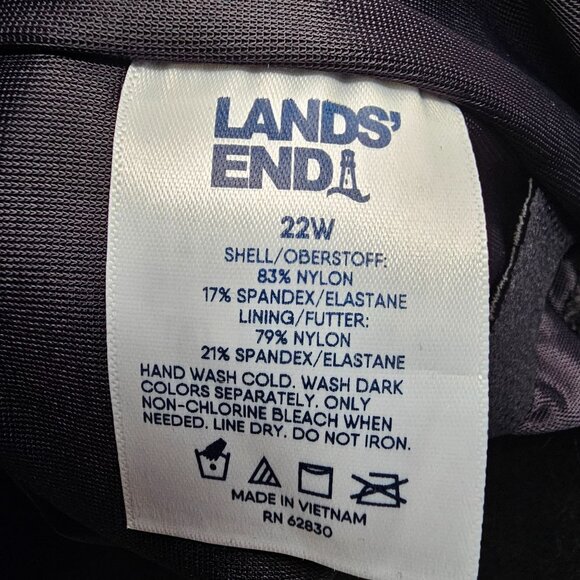 LANDS'
END
22W
SHELL/OBERSTOFF:
83% NYLON
17% SPANDEX/ELASTANE
LINING/FUTTER:
79% NYLON
21% SPANDEX/ELASTANE
HAND WASH COLD. WASH DARK
COLORS SEPARATELY. ONLY
NON-CHLORINE BLEACH WHEN
NEEDED. LINE DRY. DO NOT IRON.
MADE IN VIETNAM
RN 62830